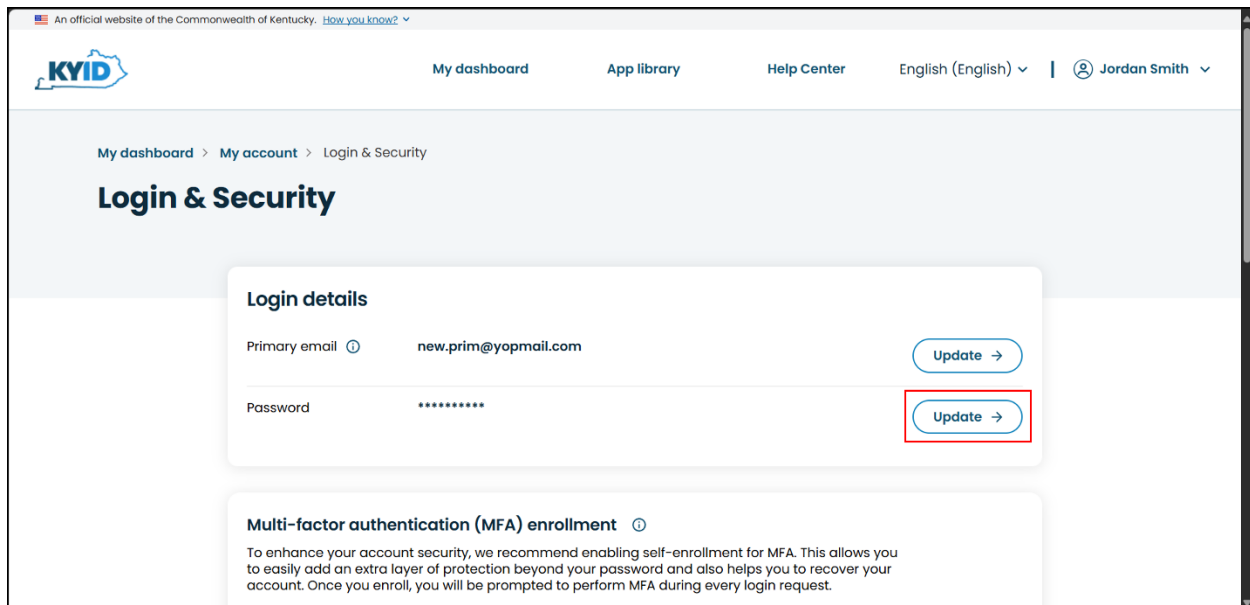 An official website of the Commonwealth of Kentucky. How you know?
KYID
My dashboard App library Help Center English (English) Jordan Smith
My dashboard > My account > Login & Security
Login & Security
Login details
Primary email new.prim@yopmail.com Update →
Password ********** Update →
Multi-factor authentication (MFA) enrollment
To enhance your account security, we recommend enabling self-enrollment for MFA. This allows you
to easily add an extra layer of protection beyond your password and also helps you to recover your
account. Once you enroll, you will be prompted to perform MFA during every login request.